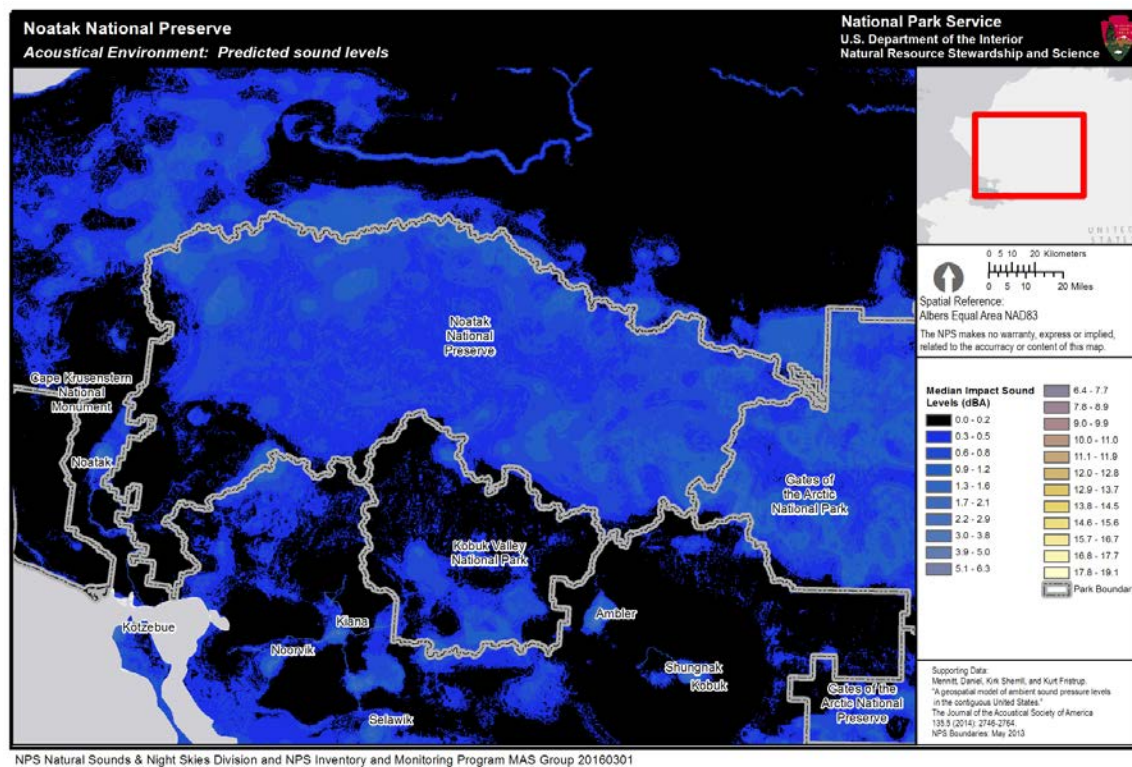 Noatak National Preserve
Acoustical Environment: Predicted sound levels
National Park Service
U.S. Department of the Interior
Natural Resource Stewardship and Science
UNITED
STATES
0 5 10 20 Kilometers
0 5 10 20 Miles
Spatial Reference:
Albers Equal Area NAD83
The NPS makes no warranty, express or implied,
related to the accurracy or content of this map.
Noatak
National
Preserve
Cape Krusenstern
National
Monument
Noatak
Gates of
the Arctic
National Park
Kobuk Valley
National Park
Kotzebue
Kiana
Noorvik
Selawik
Ambler
Shungnak
Kobuk
Gates of the
Arctic National
Preserve
Median Impact Sound
Levels (dBA)
0.0 - 0.2
0.3 - 0.5
0.6 - 0.8
0.9 - 1.2
1.3 - 1.6
1.7 - 2.1
2.2 - 2.9
3.0 - 3.8
3.9 - 5.0
5.1 - 6.3
6.4 - 7.7
7.8 - 8.9
9.0 - 9.9
10.0 - 11.0
11.1 - 11.9
12.0 - 12.8
12.9 - 13.7
13.8 - 14.5
14.6 - 15.6
15.7 - 16.7
16.8 - 17.7
17.8 - 19.1
Park Boundar
Supporting Data:
Mennitt, Daniel, Kirk Sherrill, and Kurt Fristrup.
"A geospatial model of ambient sound pressure levels
in the contiguous United States."
The Journal of the Acoustical Society of America
135.5 (2014): 2746-2764.
NPS Boundaries: May 2013
NPS Natural Sounds & Night Skies Division and NPS Inventory and Monitoring Program MAS Group 20160301